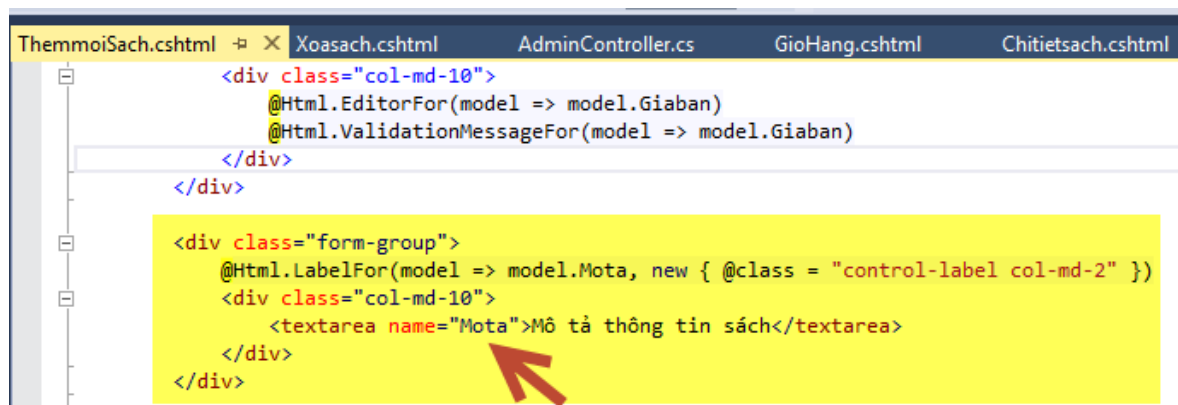 ThemmoiSach.cshtml Xoasach.cshtml AdminController.cs GioHang.cshtml Chitietsach.cshtml
<div class="col-md-10">
@Html.EditorFor(model => model.Giaban)
@Html.ValidationMessageFor(model => model.Giaban)
</div>
</div>
<div class="form-group">
@Html.LabelFor(model => model.Mota, new { @class = "control-label col-md-2" })
<div class="col-md-10">
<textarea name="Mota">Mô tả thông tin sách</textarea>
</div>
</div>